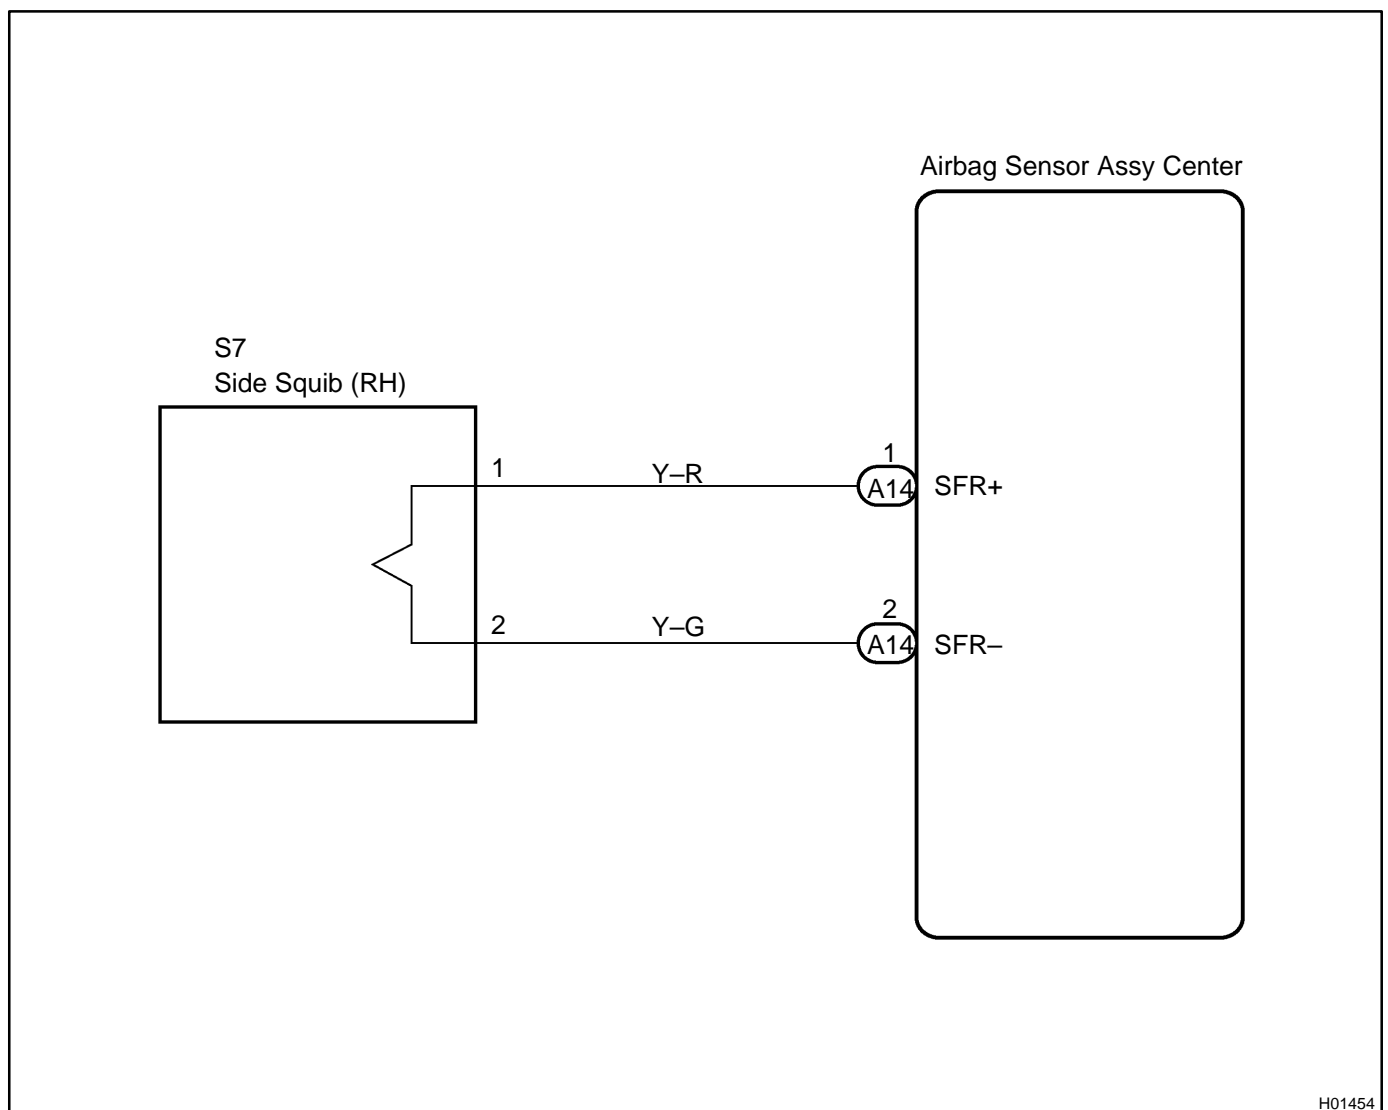 Airbag Sensor Assy Center
S7
Side Squib (RH)
1
Y–R
1
A14
SFR+
2
Y–G
2
A14
SFR–
H01454